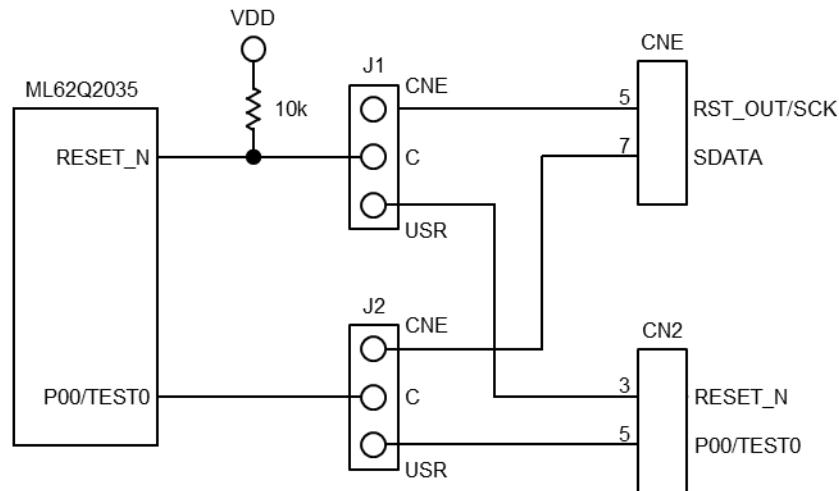 VDD
CNE
J1
ML62Q2035
CNE
10k
5
RST_OUT/SCK
RESET_N
C
7
SDATA
USR
J2
CNE
CN2
P00/TEST0
C
3
RESET_N
5
P00/TEST0
USR